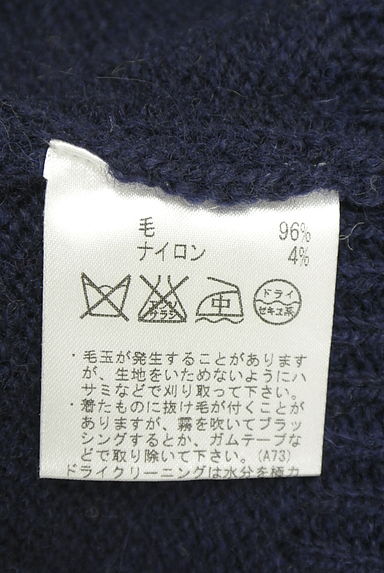 毛 96%
ナイロン 4%
エンソ
サラシ
中
ドライ
セキユ系
・毛玉が発生することがあります
が、生地をいためないようにハ
サミなどで刈り取って下さい。
・着たものに抜け毛が付くことが
ありますが、霧を吹いてブラッ
シングするとか、ガムテープな
どで取り除いて下さい。(A73)
ドライクリーニングは水分を極力